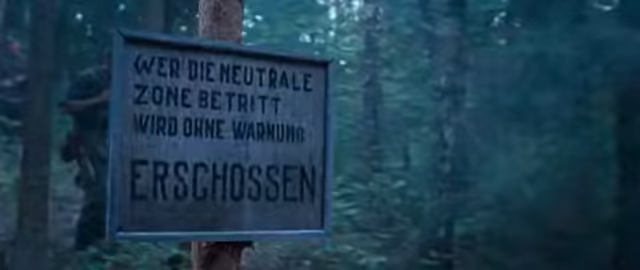 WER DIE NEUTRALE
ZONE BETRITT
WIRD OHNE WARNUNG
ERSCHOSSEN